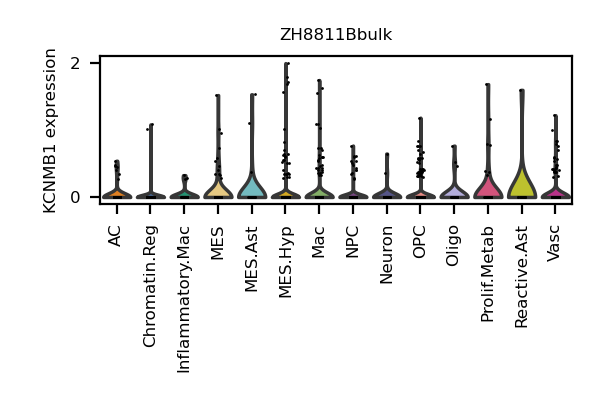 ZH8811Bbulk
KCNMB1 expression
2
0
AC
Chromatin.Reg
Inflammatory.Mac
MES
MES.Ast
MES.Hyp
Mac
NPC
Neuron
OPC
Oligo
Prolif.Metab
Reactive.Ast
Vasc